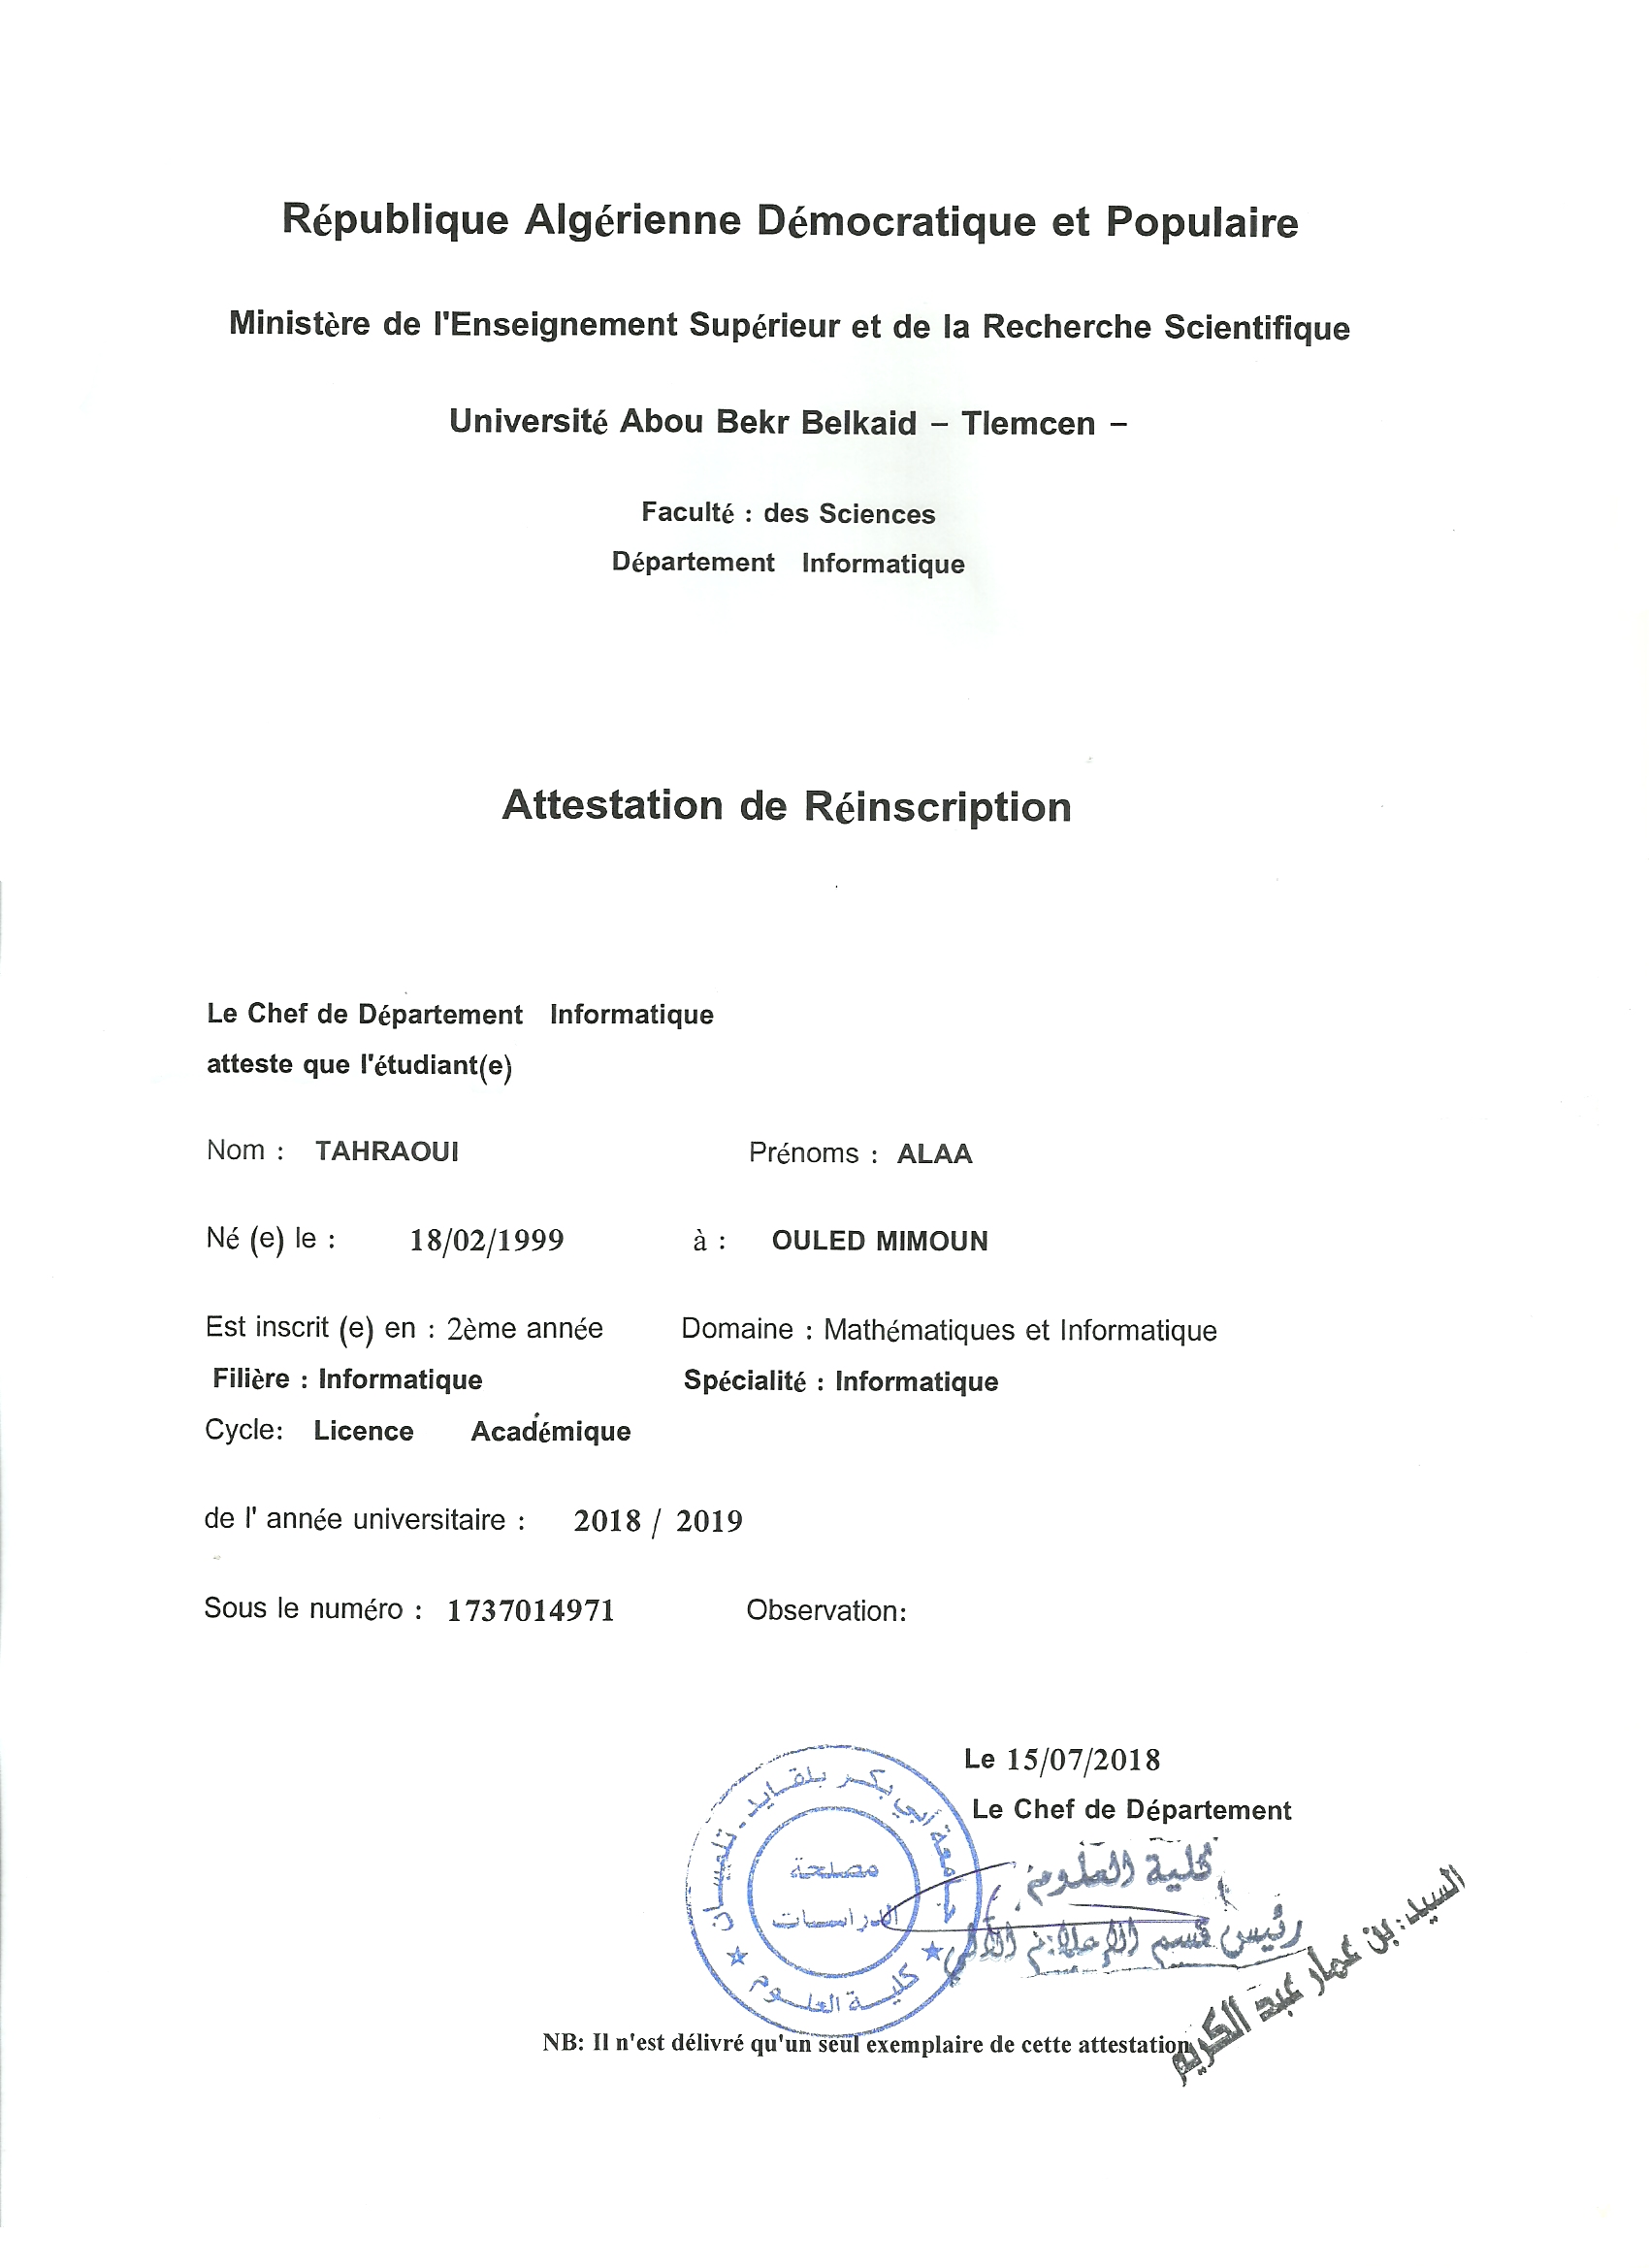 République Algérienne Démocratique et Populaire
Ministère de l'Enseignement Supérieur et de la Recherche Scientifique
Université Abou Bekr Belkaid – Tlemcen –
Faculté : des Sciences
Département Informatique
Attestation de Réinscription
Le Chef de Département Informatique
atteste que l'étudiant(e)
Nom : TAHRAOUI Prénoms : ALAA
Né (e) le : 18/02/1999 à : OULED MIMOUN
Est inscrit (e) en : 2ème année Domaine : Mathématiques et Informatique
Filière : Informatique Spécialité : Informatique
Cycle: Licence Académique
de l' année universitaire : 2018 / 2019
Sous le numéro : 1737014971 Observation:
Le 15/07/2018
Le Chef de Département
جامعة أبي بكر بلقايد - تلمسان
مصلحة
الدراسات
كلية العلوم
كلية العلوم
رئيس قسم الإعلام الآلي
السيد: بن عمار عبد الكريم
NB: Il n'est délivré qu'un seul exemplaire de cette attestation